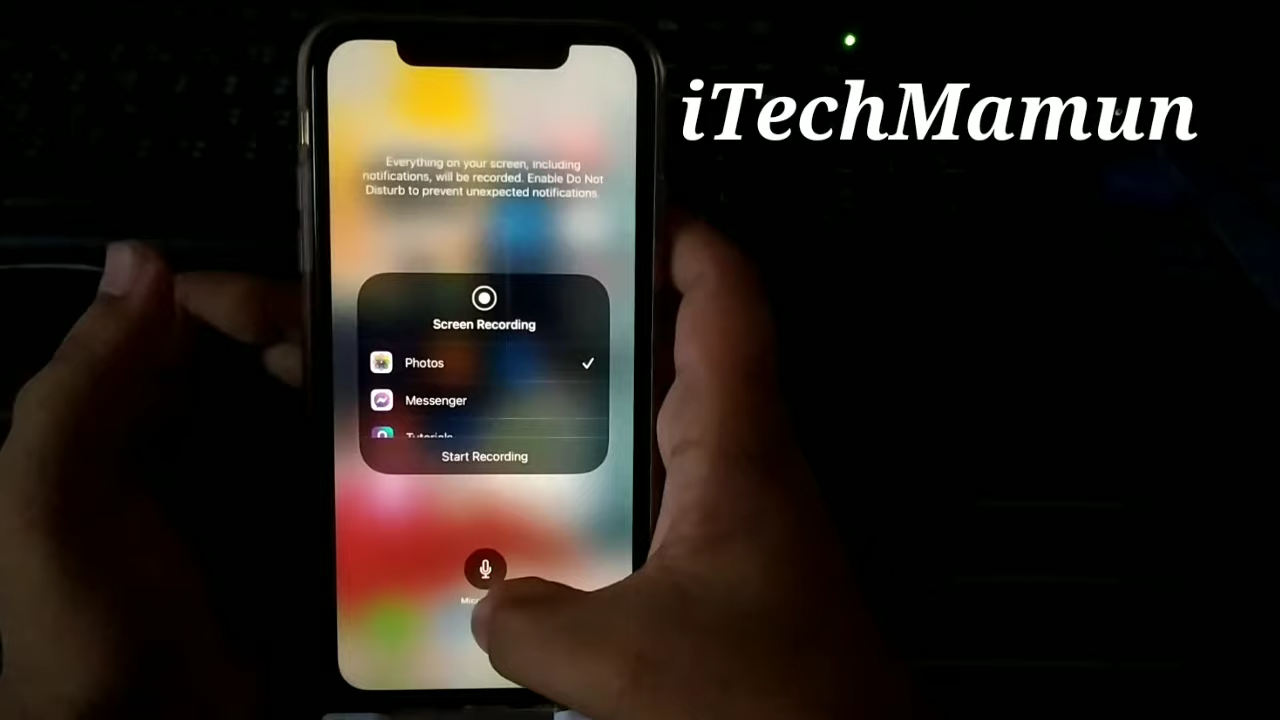 iTechMamun
Everything on your screen, including
notifications, will be recorded. Enable Do Not
Disturb to prevent unexpected notifications.
Screen Recording
Photos
Messenger
Tutorials
Start Recording